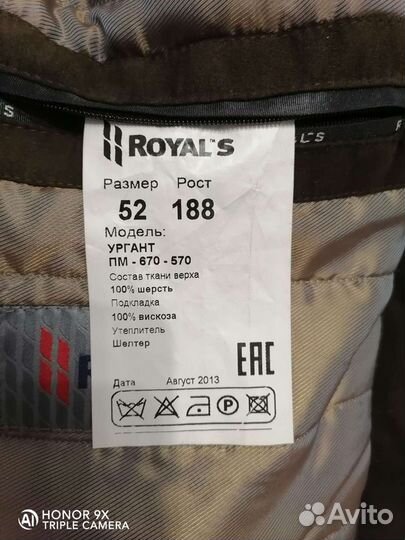 ROYAL'S
Размер Рост
52 188
Модель:
УРГАНТ
ПМ - 670 - 570
Состав ткани верха
100% шерсть
Подкладка
100% вискоза
Утеплитель
Шелтер
EAC
Дата Август 2013
P
HONOR 9X
TRIPLE CAMERA
Avito